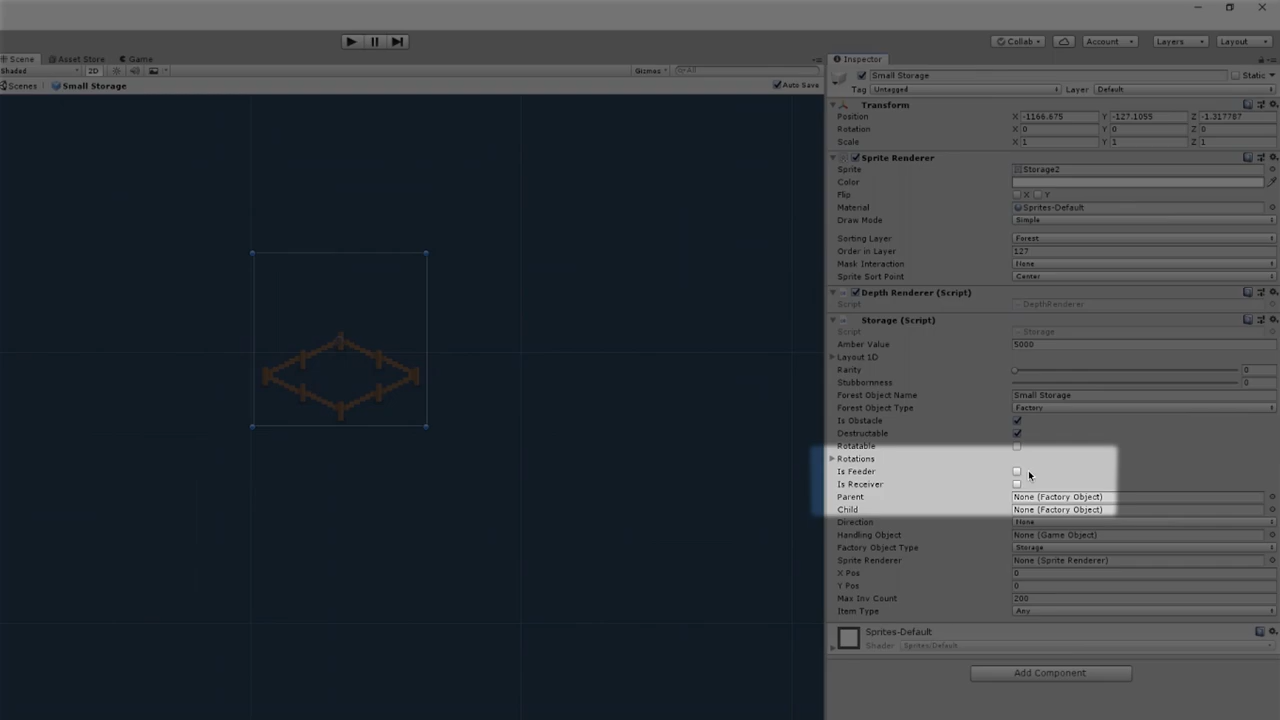 Collab
Account
Layers
Layout
Scene
Asset Store
Game
Shaded
2D
Gizmos
All
Scenes
Small Storage
Auto Save
Inspector
Small Storage
Static
Tag Untagged
Layer Default
Transform
Position X -1166.675 Y -127.1055 Z -1.317787
Rotation X 0 Y 0 Z 0
Scale X 1 Y 1 Z 1
Sprite Renderer
Sprite Storage2
Color
Flip X Y
Material Sprites-Default
Draw Mode Simple
Sorting Layer Forest
Order in Layer 127
Mask Interaction None
Sprite Sort Point Center
Depth Renderer (Script)
Script DepthRenderer
Storage (Script)
Script Storage
Amber Value 5000
Layout 1D
Rarity 0
Stubbornness 0
Forest Object Name Small Storage
Forest Object Type Factory
Is Obstacle
Destructable
Rotatable
Rotations
Is Feeder
Is Receiver
Parent None (Factory Object)
Child None (Factory Object)
Direction None
Handling Object None (Game Object)
Factory Object Type Storage
Sprite Renderer None (Sprite Renderer)
X Pos 0
Y Pos 0
Max Inv Count 200
Item Type Any
Sprites-Default
Shader Sprites/Default
Add Component